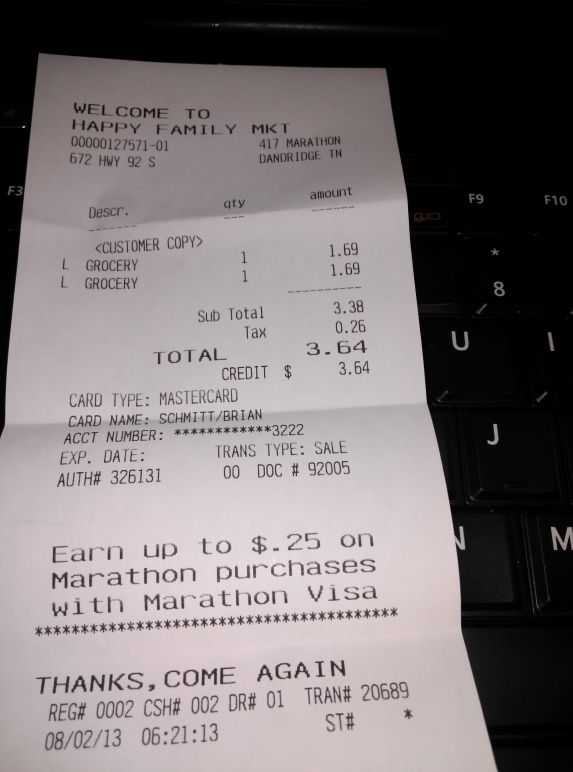 WELCOME TO
HAPPY FAMILY MKT
00000127571-01 417 MARATHON
672 HWY 92 S DANDRIDGE TN
Descr. qty amount
------- --- ------
<CUSTOMER COPY>
L GROCERY 1 1.69
L GROCERY 1 1.69
----------
Sub Total 3.38
Tax 0.26
TOTAL 3.64
CREDIT $ 3.64
CARD TYPE: MASTERCARD
CARD NAME: SCHMITT/BRIAN
ACCT NUMBER: ************3222
EXP. DATE: TRANS TYPE: SALE
AUTH# 326131 00 DOC # 92005
Earn up to $.25 on
Marathon purchases
with Marathon Visa
****************************************
THANKS,COME AGAIN
REG# 0002 CSH# 002 DR# 01 TRAN# 20689
08/02/13 06:21:13 ST# *
F3
F9 F10
*
8
U I
J
N M